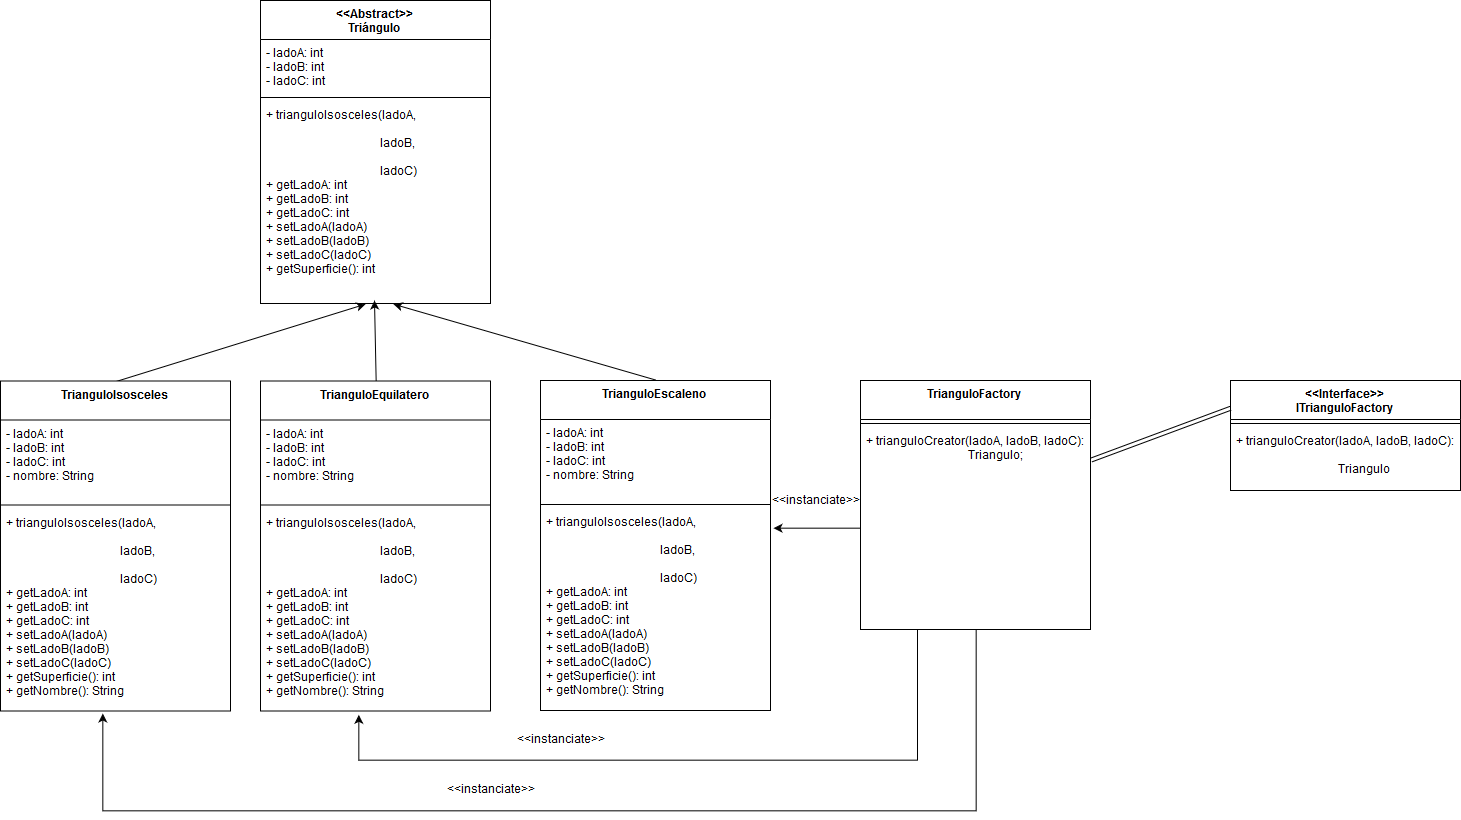 <<Abstract>>
Triángulo
- ladoA: int
- ladoB: int
- ladoC: int
+ trianguloIsosceles(ladoA,
ladoB,
ladoC)
+ getLadoA: int
+ getLadoB: int
+ getLadoC: int
+ setLadoA(ladoA)
+ setLadoB(ladoB)
+ setLadoC(ladoC)
+ getSuperficie(): int
TrianguloIsosceles
- ladoA: int
- ladoB: int
- ladoC: int
- nombre: String
+ trianguloIsosceles(ladoA,
ladoB,
ladoC)
+ getLadoA: int
+ getLadoB: int
+ getLadoC: int
+ setLadoA(ladoA)
+ setLadoB(ladoB)
+ setLadoC(ladoC)
+ getSuperficie(): int
+ getNombre(): String
TrianguloEquilatero
- ladoA: int
- ladoB: int
- ladoC: int
- nombre: String
+ trianguloIsosceles(ladoA,
ladoB,
ladoC)
+ getLadoA: int
+ getLadoB: int
+ getLadoC: int
+ setLadoA(ladoA)
+ setLadoB(ladoB)
+ setLadoC(ladoC)
+ getSuperficie(): int
+ getNombre(): String
TrianguloEscaleno
- ladoA: int
- ladoB: int
- ladoC: int
- nombre: String
+ trianguloIsosceles(ladoA,
ladoB,
ladoC)
+ getLadoA: int
+ getLadoB: int
+ getLadoC: int
+ setLadoA(ladoA)
+ setLadoB(ladoB)
+ setLadoC(ladoC)
+ getSuperficie(): int
+ getNombre(): String
<<instanciate>>
TrianguloFactory
+ trianguloCreator(ladoA, ladoB, ladoC):
Triangulo;
<<Interface>>
ITrianguloFactory
+ trianguloCreator(ladoA, ladoB, ladoC):
Triangulo
<<instanciate>>
<<instanciate>>